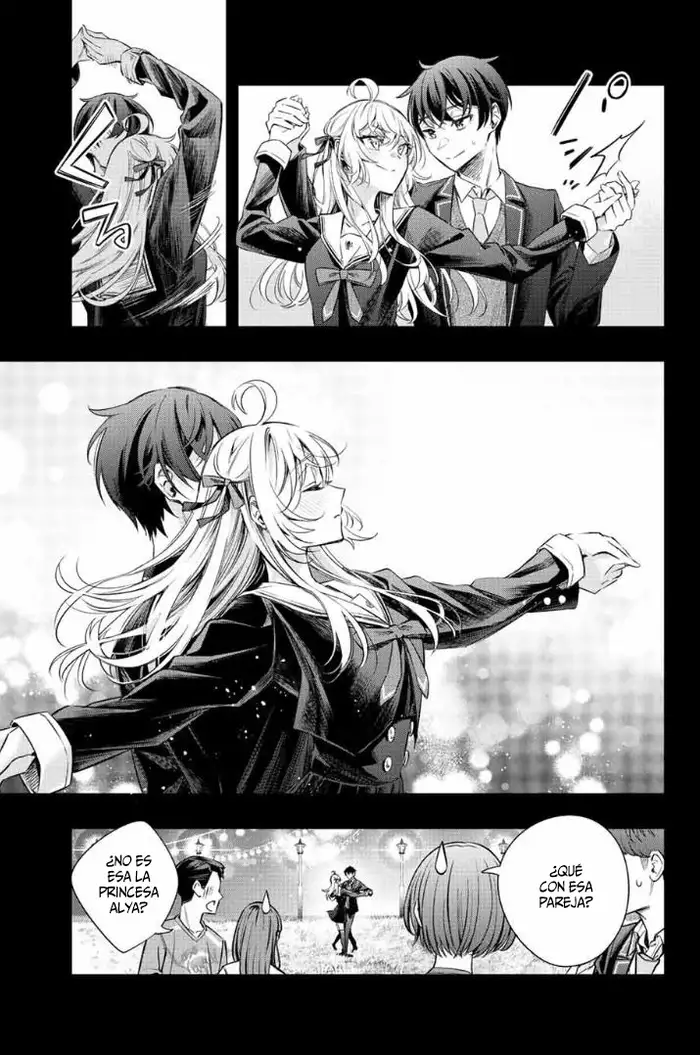 ¿QUÉ
CON ESA
PAREJA?
¿NO ES
ESA LA
PRINCESA
ALYA?